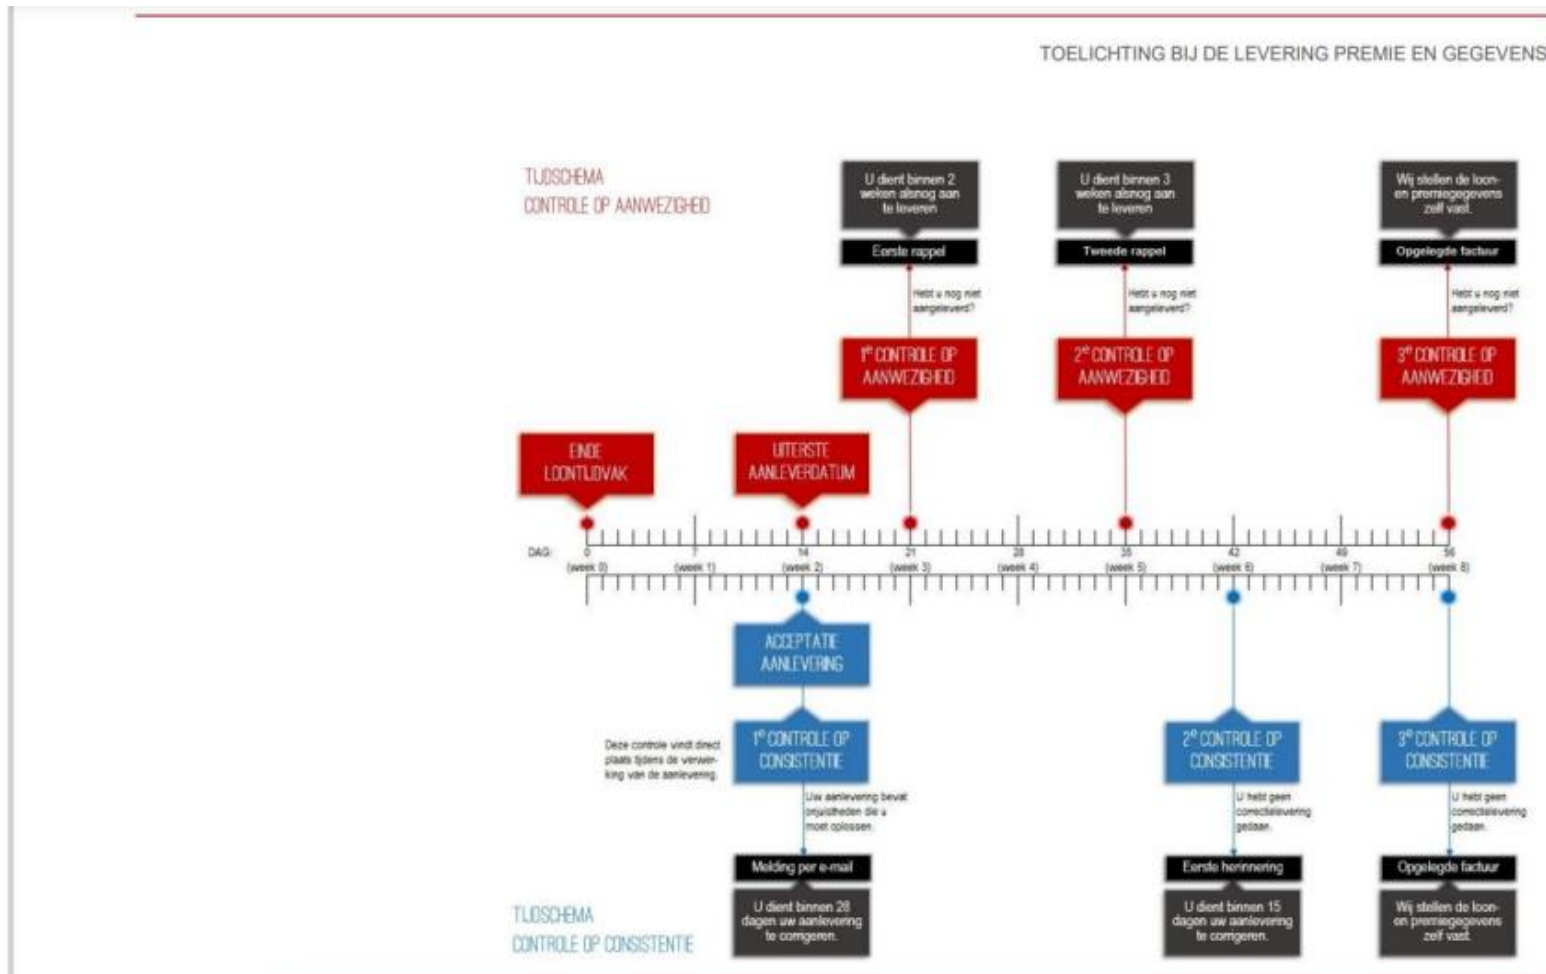 TOELICHTING BIJ DE LEVERING PREMIE EN GEGEVENS
TIJDSCHEMA
CONTROLE OP AANWEZIGHEID
U dient binnen 2
weken alsnog aan
te leveren
Eerste rappel
Hebt u nog niet
aangeleverd?
1e CONTROLE OP
AANWEZIGHEID
U dient binnen 3
weken alsnog aan
te leveren
Tweede rappel
Hebt u nog niet
aangeleverd?
2e CONTROLE OP
AANWEZIGHEID
Wij stellen de loon-
en premiegegevens
zelf vast.
Opgelegde factuur
Hebt u nog niet
aangeleverd?
3e CONTROLE OP
AANWEZIGHEID
EINDE
LOONTIJDVAK
UITERSTE
AANLEVERDATUM
DAG: 0 7 14 21 28 35 42 49 56
(week 0) (week 1) (week 2) (week 3) (week 4) (week 5) (week 6) (week 7) (week 8)
ACCEPTATIE
AANLEVERING
Deze controle vindt direct
plaats tijdens de verwer-
king van de aanlevering.
1e CONTROLE OP
CONSISTENTIE
Uw aanlevering bevat
onjuistheden die u
moet oplossen.
Melding per e-mail
U dient binnen 28
dagen uw aanlevering
te corrigeren.
2e CONTROLE OP
CONSISTENTIE
U hebt geen
correctielevering
gedaan.
Eerste herinnering
U dient binnen 15
dagen uw aanlevering
te corrigeren.
3e CONTROLE OP
CONSISTENTIE
U hebt geen
correctielevering
gedaan.
Opgelegde factuur
Wij stellen de loon-
en premiegegevens
zelf vast.
TIJDSCHEMA
CONTROLE OP CONSISTENTIE